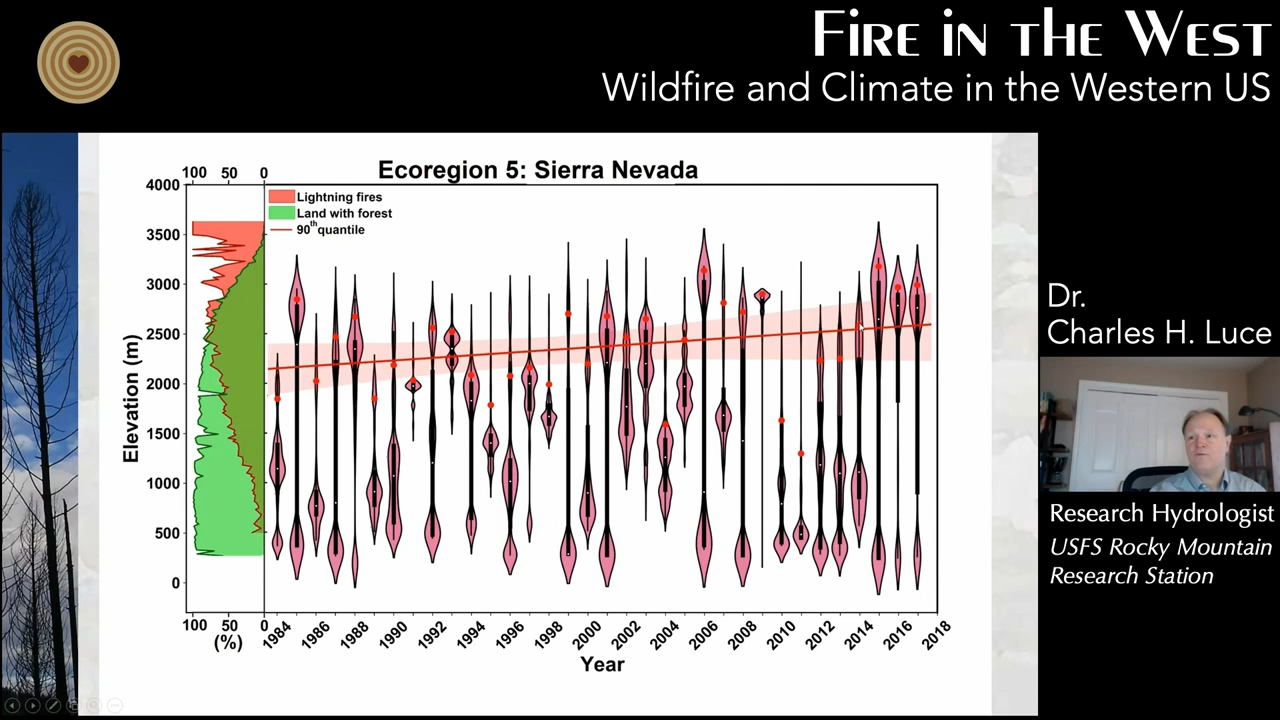 FIRE IN THE WEST
Wildfire and Climate in the Western US
Ecoregion 5: Sierra Nevada
100 50 0
Lightning fires
Land with forest
90th quantile
Elevation (m)
4000
3500
3000
2500
2000
1500
1000
500
0
100 50 0
(%)
1984 1986 1988 1990 1992 1994 1996 1998 2000 2002 2004 2006 2008 2010 2012 2014 2016 2018
Year
Dr.
Charles H. Luce
Research Hydrologist
USFS Rocky Mountain
Research Station